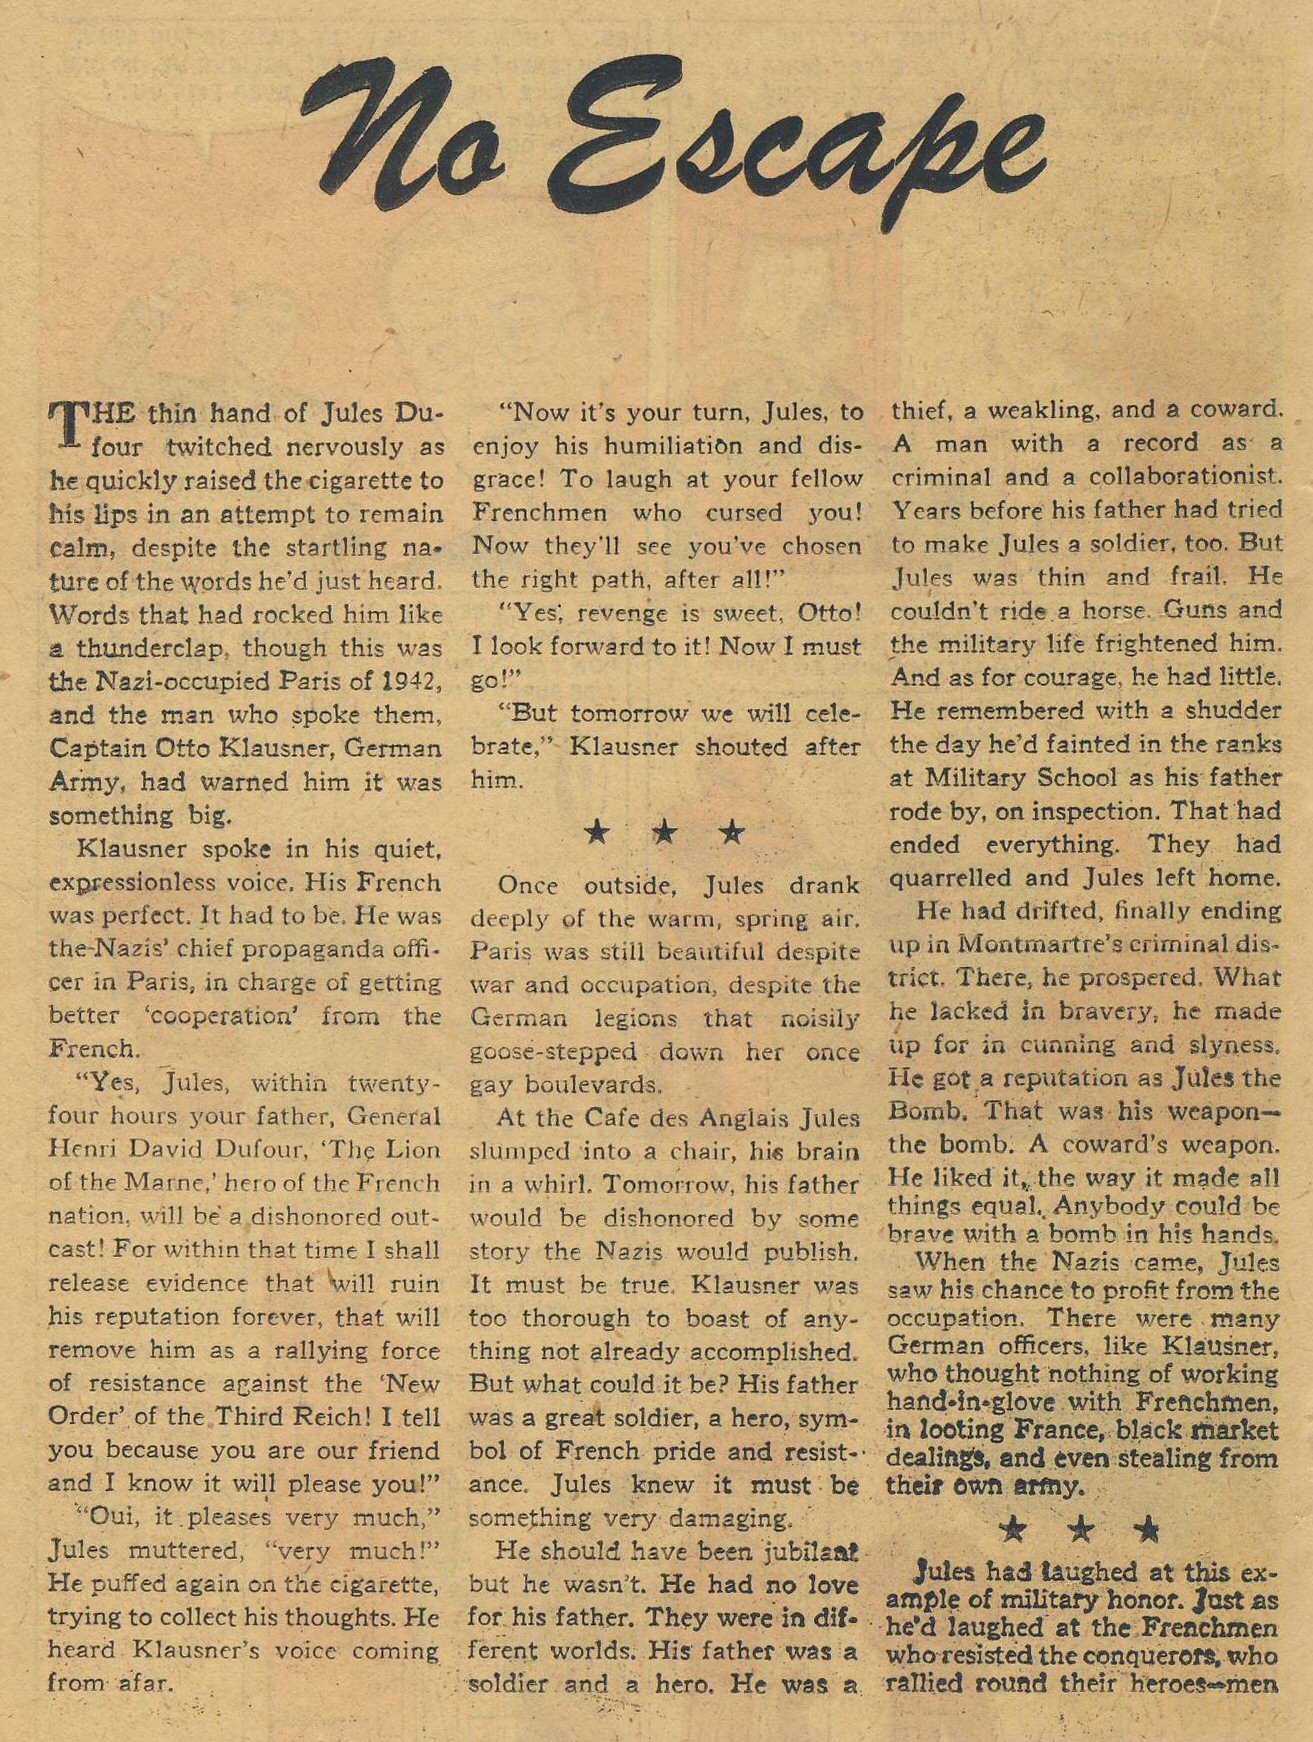 No Escape
THE thin hand of Jules Du-
four twitched nervously as
he quickly raised the cigarette to
his lips in an attempt to remain
calm, despite the startling na-
ture of the words he'd just heard.
Words that had rocked him like
a thunderclap, though this was
the Nazi-occupied Paris of 1942,
and the man who spoke them,
Captain Otto Klausner, German
Army, had warned him it was
something big.
Klausner spoke in his quiet,
expressionless voice. His French
was perfect. It had to be. He was
the Nazis' chief propaganda offi-
cer in Paris, in charge of getting
better 'cooperation' from the
French.
"Yes, Jules, within twenty-
four hours your father, General
Henri David Dufour, 'The Lion
of the Marne,' hero of the French
nation, will be a dishonored out-
cast! For within that time I shall
release evidence that will ruin
his reputation forever, that will
remove him as a rallying force
of resistance against the 'New
Order' of the Third Reich! I tell
you because you are our friend
and I know it will please you!"
"Oui, it pleases very much,"
Jules muttered, "very much!"
He puffed again on the cigarette,
trying to collect his thoughts. He
heard Klausner's voice coming
from afar.
"Now it's your turn, Jules, to
enjoy his humiliation and dis-
grace! To laugh at your fellow
Frenchmen who cursed you!
Now they'll see you've chosen
the right path, after all!"
"Yes, revenge is sweet, Otto!
I look forward to it! Now I must
go!"
"But tomorrow we will cele-
brate," Klausner shouted after
him.
★ ★ ★
Once outside, Jules drank
deeply of the warm, spring air.
Paris was still beautiful despite
war and occupation, despite the
German legions that noisily
goose-stepped down her once
gay boulevards.
At the Cafe des Anglais Jules
slumped into a chair, his brain
in a whirl. Tomorrow, his father
would be dishonored by some
story the Nazis would publish.
It must be true. Klausner was
too thorough to boast of any-
thing not already accomplished.
But what could it be? His father
was a great soldier, a hero, sym-
bol of French pride and resist-
ance. Jules knew it must be
something very damaging.
He should have been jubilant
but he wasn't. He had no love
for his father. They were in dif-
ferent worlds. His father was a
soldier and a hero. He was a
thief, a weakling, and a coward.
A man with a record as a
criminal and a collaborationist.
Years before his father had tried
to make Jules a soldier, too. But
Jules was thin and frail. He
couldn't ride a horse. Guns and
the military life frightened him.
And as for courage, he had little.
He remembered with a shudder
the day he'd fainted in the ranks
at Military School as his father
rode by, on inspection. That had
ended everything. They had
quarrelled and Jules left home.
He had drifted, finally ending
up in Montmartre's criminal dis-
trict. There, he prospered. What
he lacked in bravery, he made
up for in cunning and slyness.
He got a reputation as Jules the
Bomb. That was his weapon—
the bomb. A coward's weapon.
He liked it, the way it made all
things equal. Anybody could be
brave with a bomb in his hands.
When the Nazis came, Jules
saw his chance to profit from the
occupation. There were many
German officers, like Klausner,
who thought nothing of working
hand-in-glove with Frenchmen,
in looting France, black market
dealings, and even stealing from
their own army.
★ ★ ★
Jules had laughed at this ex-
ample of military honor. Just as
he'd laughed at the Frenchmen
who resisted the conquerors, who
rallied round their heroes—men